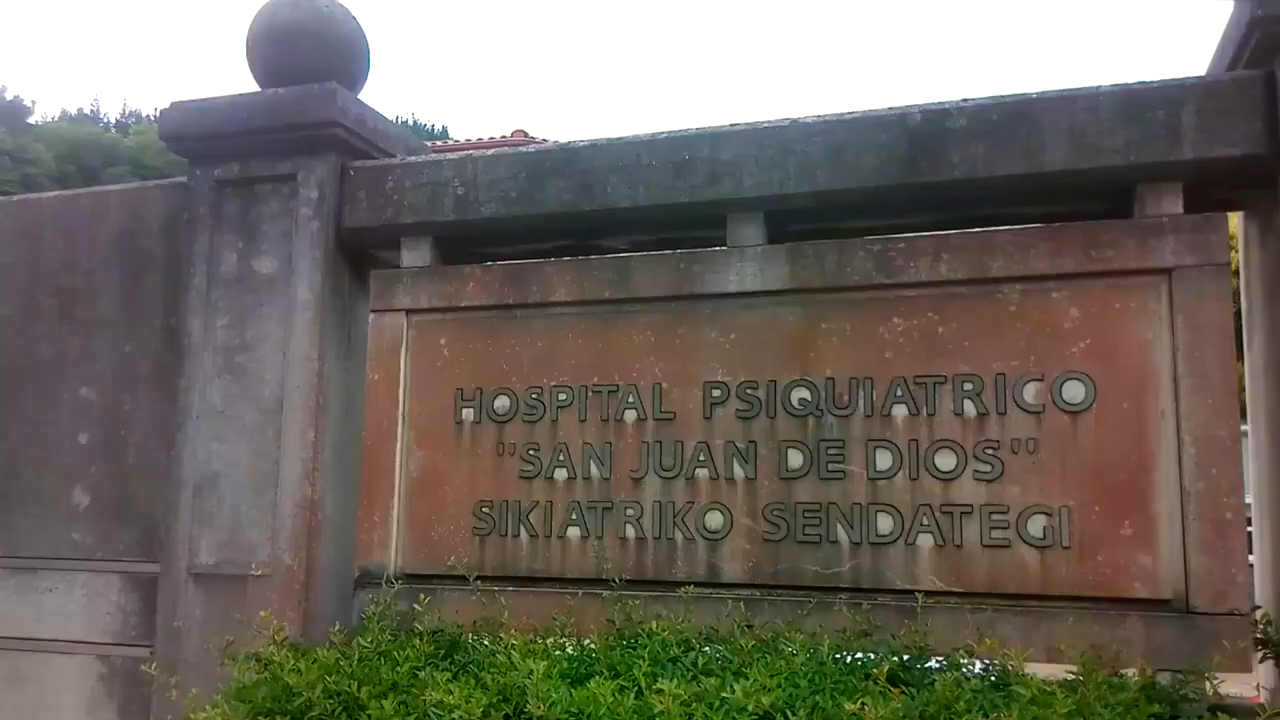 HOSPITAL PSIQUIATRICO
"SAN JUAN DE DIOS"
SIKIATRIKO SENDATEGI